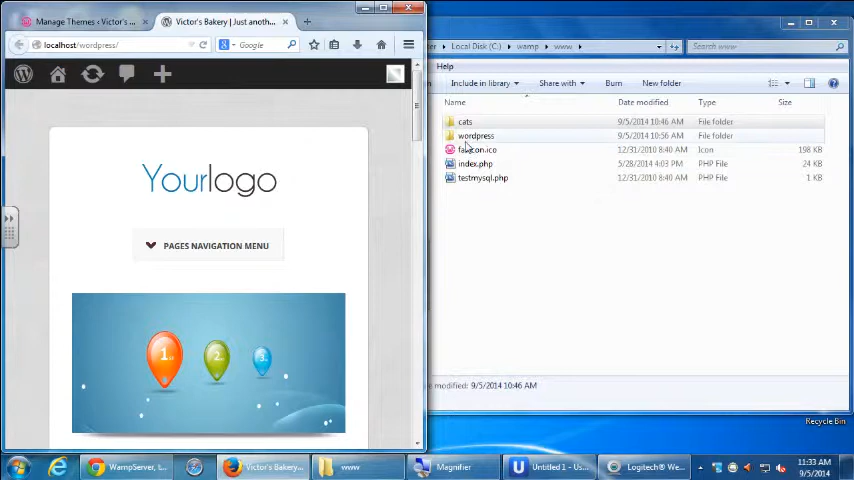 Manage Themes ‹ Victor's ...
Victor's Bakery | Just anoth...
localhost/wordpress/
Google
Yourlogo
PAGES NAVIGATION MENU
1st
2
3
Local Disk (C:)
wamp
www
Search www
Help
Include in library
Share with
Burn
New folder
Name
Date modified
Type
Size
cats
9/5/2014 10:46 AM
File folder
wordpress
9/5/2014 10:56 AM
File folder
favicon.ico
12/31/2010 8:40 AM
Icon
198 KB
index.php
5/28/2014 4:03 PM
PHP File
24 KB
testmysql.php
12/31/2010 8:40 AM
PHP File
1 KB
modified: 9/5/2014 10:46 AM
Recycle Bin
WampServer, t...
Victor's Bakery...
www
Magnifier
Untitled 1 - Us...
Logitech® We...
11:33 AM
9/5/2014